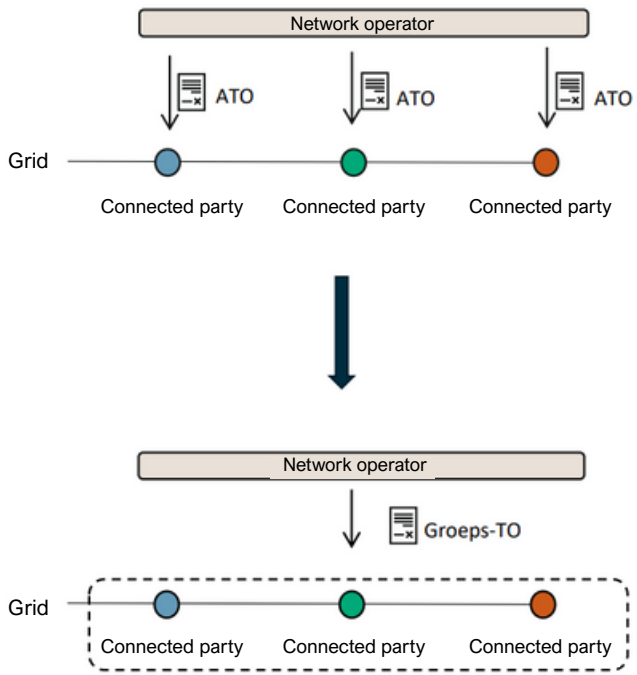 Network operator
ATO ATO ATO
Grid
Connected party Connected party Connected party
Network operator
Groeps-TO
Grid
Connected party Connected party Connected party